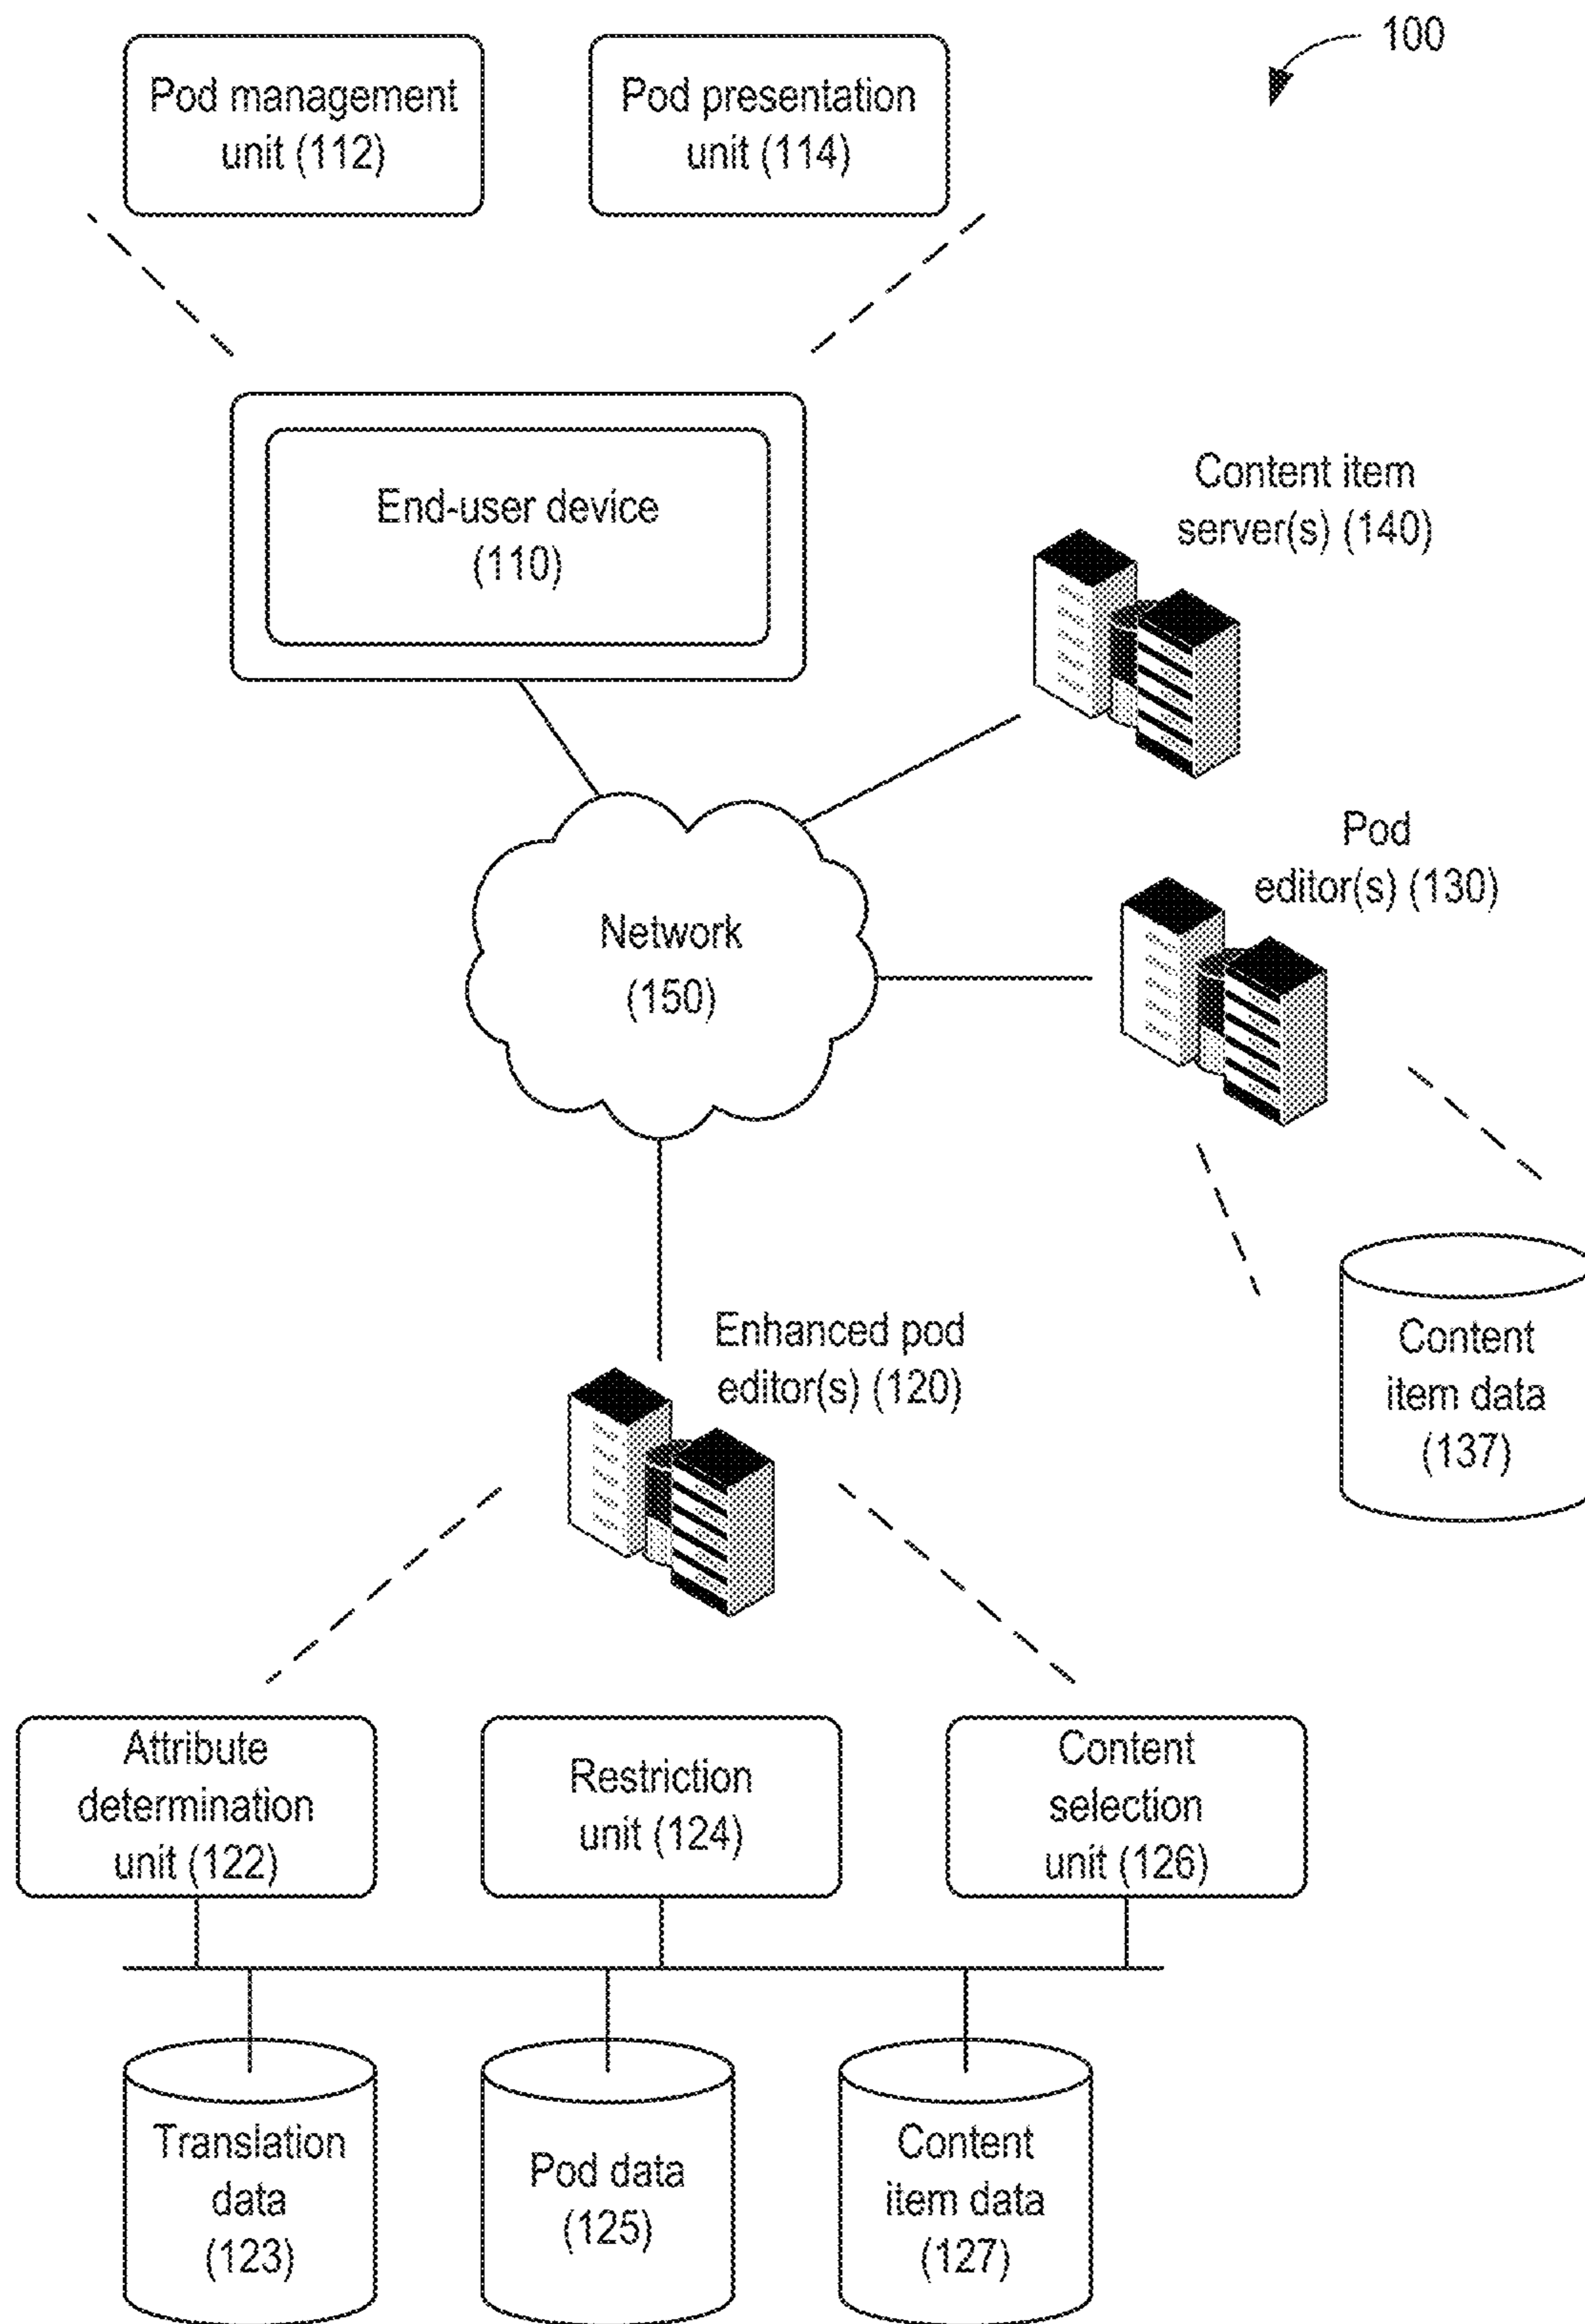 100
Pod management
unit (112)
Pod presentation
unit (114)
End-user device
(110)
Content item
server(s) (140)
Pod
editor(s) (130)
Network
(150)
Content
item data
(137)
Enhanced pod
editor(s) (120)
Attribute
determination
unit (122)
Restriction
unit (124)
Content
selection
unit (126)
Translation
data
(123)
Pod data
(125)
Content
item data
(127)